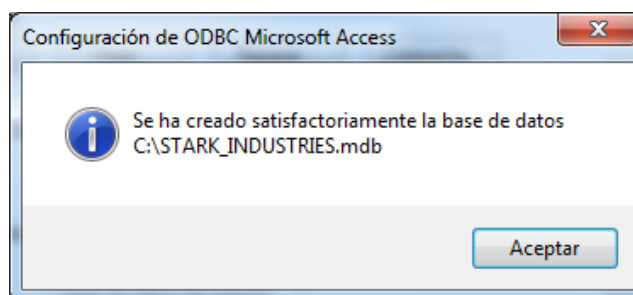 Configuración de ODBC Microsoft Access
Se ha creado satisfactoriamente la base de datos
C:\STARK_INDUSTRIES.mdb
Aceptar